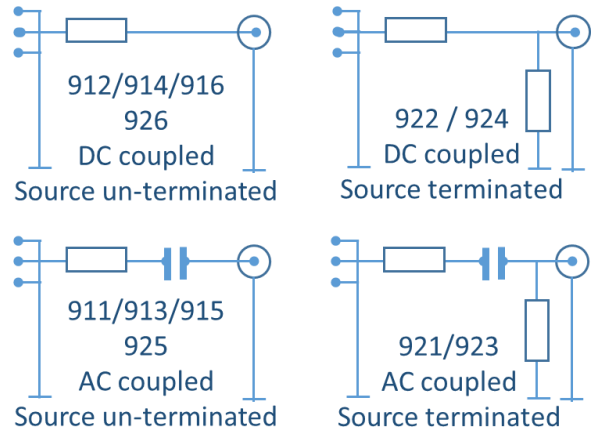 912/914/916
926
DC coupled
Source un-terminated
922 / 924
DC coupled
Source terminated
911/913/915
925
AC coupled
Source un-terminated
921/923
AC coupled
Source terminated